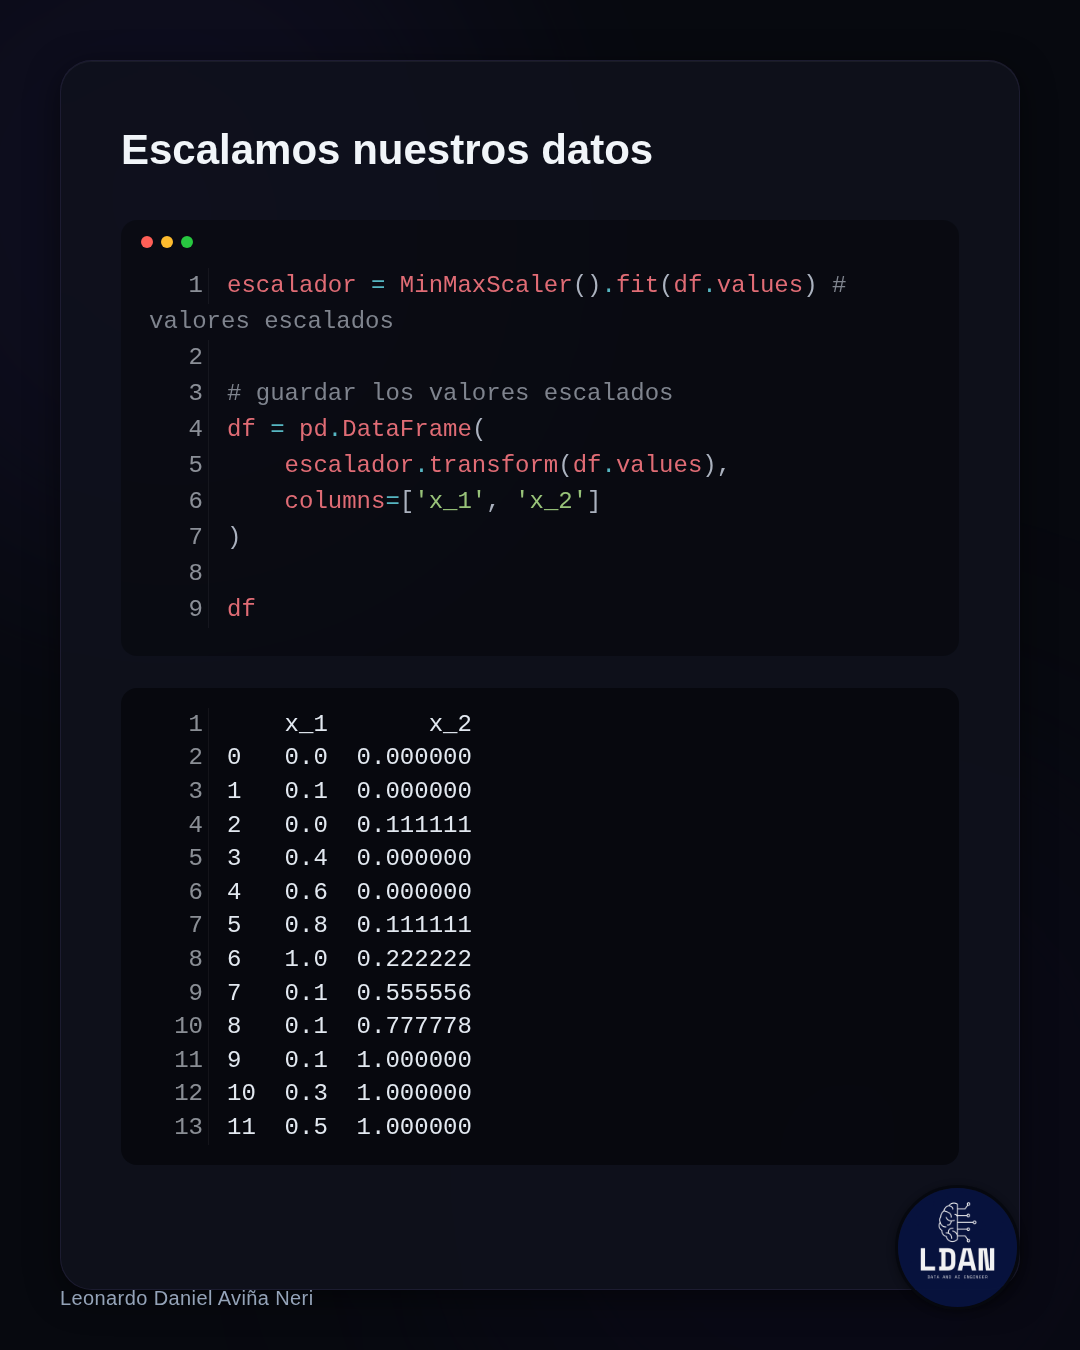 Escalamos nuestros datos
1 escalador = MinMaxScaler().fit(df.values) #
valores escalados
2
3 # guardar los valores escalados
4 df = pd.DataFrame(
5     escalador.transform(df.values),
6     columns=['x_1', 'x_2']
7 )
8
9 df
1     x_1       x_2
2 0   0.0  0.000000
3 1   0.1  0.000000
4 2   0.0  0.111111
5 3   0.4  0.000000
6 4   0.6  0.000000
7 5   0.8  0.111111
8 6   1.0  0.222222
9 7   0.1  0.555556
10 8   0.1  0.777778
11 9   0.1  1.000000
12 10  0.3  1.000000
13 11  0.5  1.000000
LDAN
DATA AND AI ENGINEER
Leonardo Daniel Aviña Neri